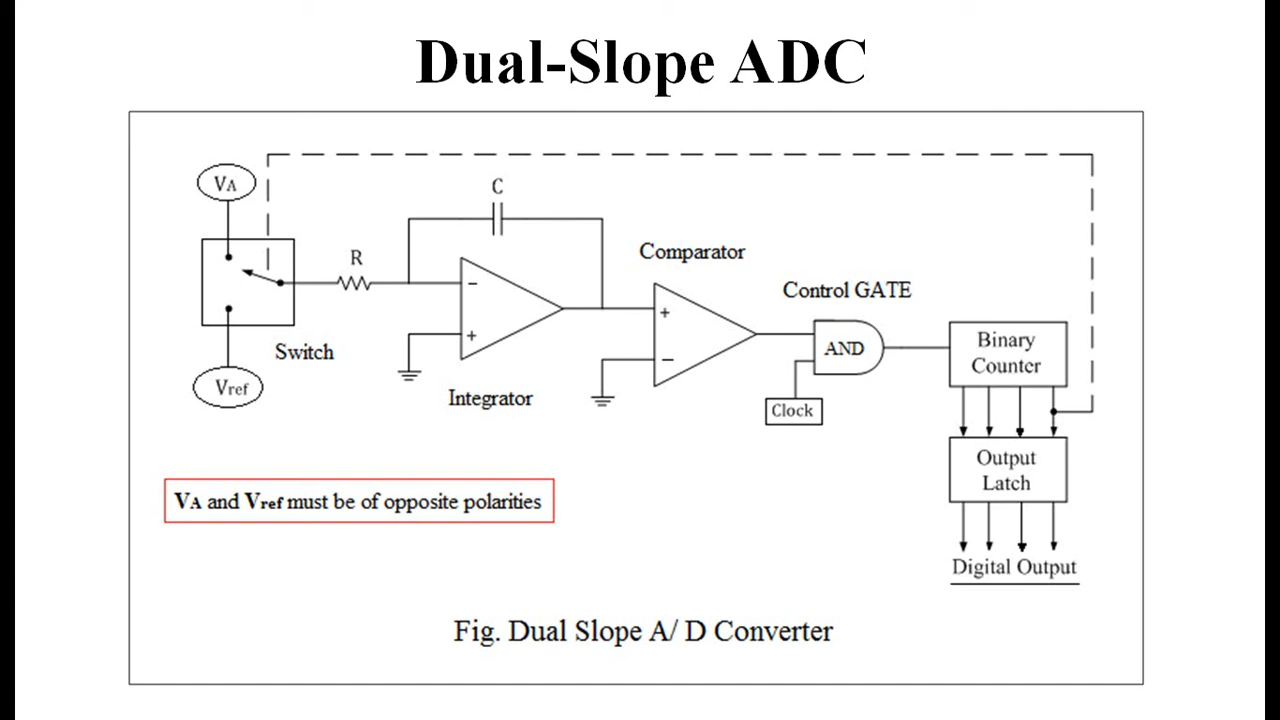 Dual-Slope ADC
VA
C
R
Comparator
Control GATE
−
+
+
−
AND
Binary
Counter
Switch
Vref
Integrator
Clock
Output
Latch
VA and Vref must be of opposite polarities
Digital Output
Fig. Dual Slope A/ D Converter